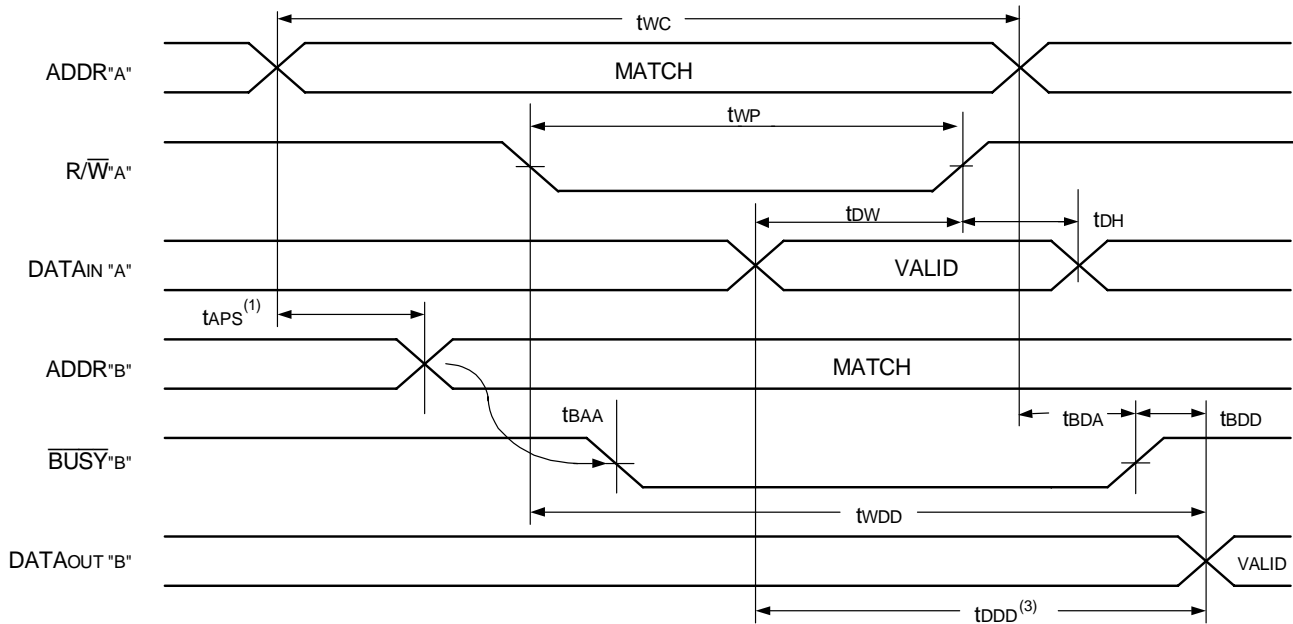 tWC
ADDR"A"
MATCH
tWP
R/W"A"
tDW
tDH
DATAIN "A"
VALID
tAPS(1)
ADDR"B"
MATCH
tBAA
tBDA
tBDD
BUSY"B"
tWDD
DATAOUT "B"
VALID
tDDD(3)